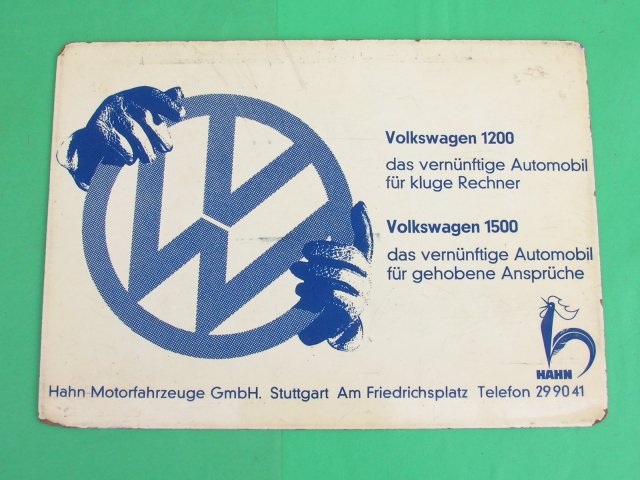 Volkswagen 1200
das vernünftige Automobil
für kluge Rechner
Volkswagen 1500
das vernünftige Automobil
für gehobene Ansprüche
HAHN
Hahn Motorfahrzeuge GmbH. Stuttgart Am Friedrichsplatz Telefon 29 90 41